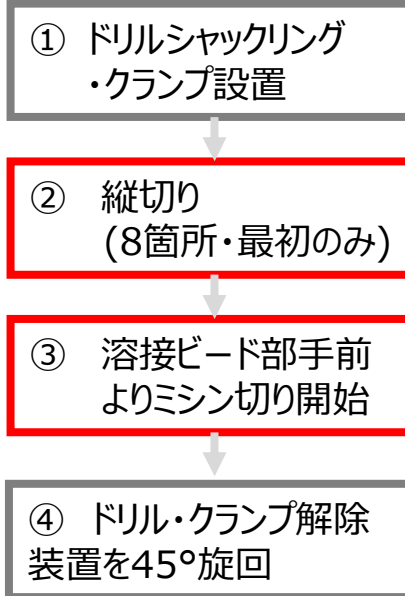 ① ドリルシャックリング
・クランプ設置
② 縦切り
(8箇所・最初のみ)
③ 溶接ビード部手前
よりミシン切り開始
④ ドリル・クランプ解除
装置を45°旋回